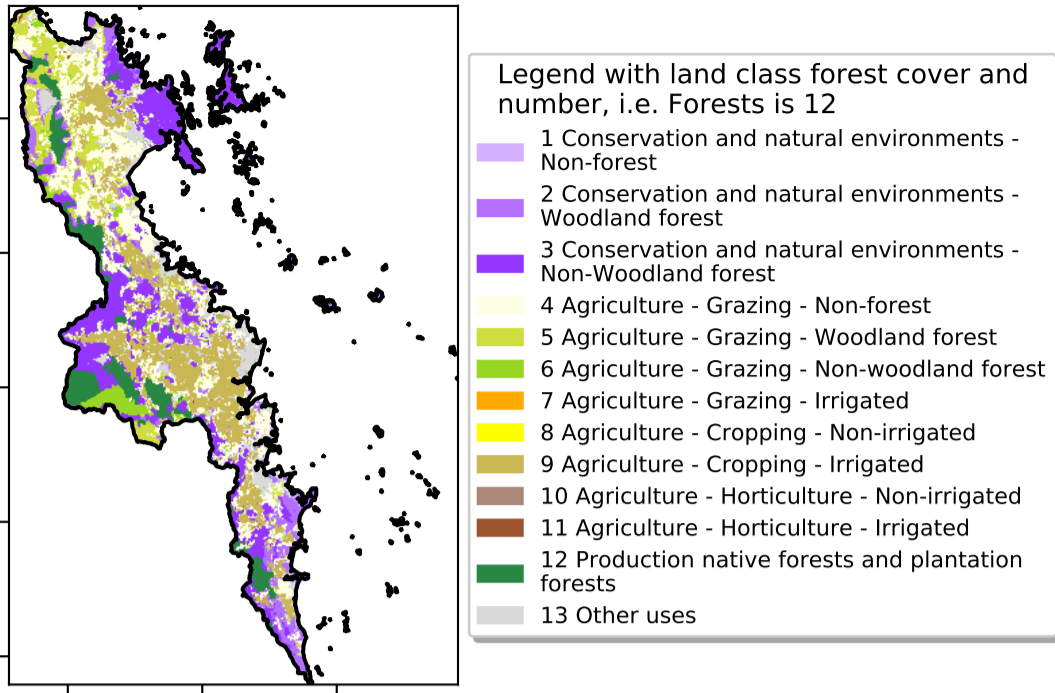 Legend with land class forest cover and
number, i.e. Forests is 12
1 Conservation and natural environments -
Non-forest
2 Conservation and natural environments -
Woodland forest
3 Conservation and natural environments -
Non-Woodland forest
4 Agriculture - Grazing - Non-forest
5 Agriculture - Grazing - Woodland forest
6 Agriculture - Grazing - Non-woodland forest
7 Agriculture - Grazing - Irrigated
8 Agriculture - Cropping - Non-irrigated
9 Agriculture - Cropping - Irrigated
10 Agriculture - Horticulture - Non-irrigated
11 Agriculture - Horticulture - Irrigated
12 Production native forests and plantation
forests
13 Other uses